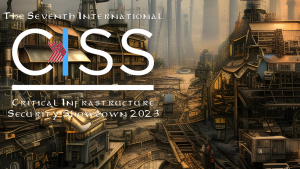 The Seventh International
CISS
Critical Infrastructure
Security Showdown 2023